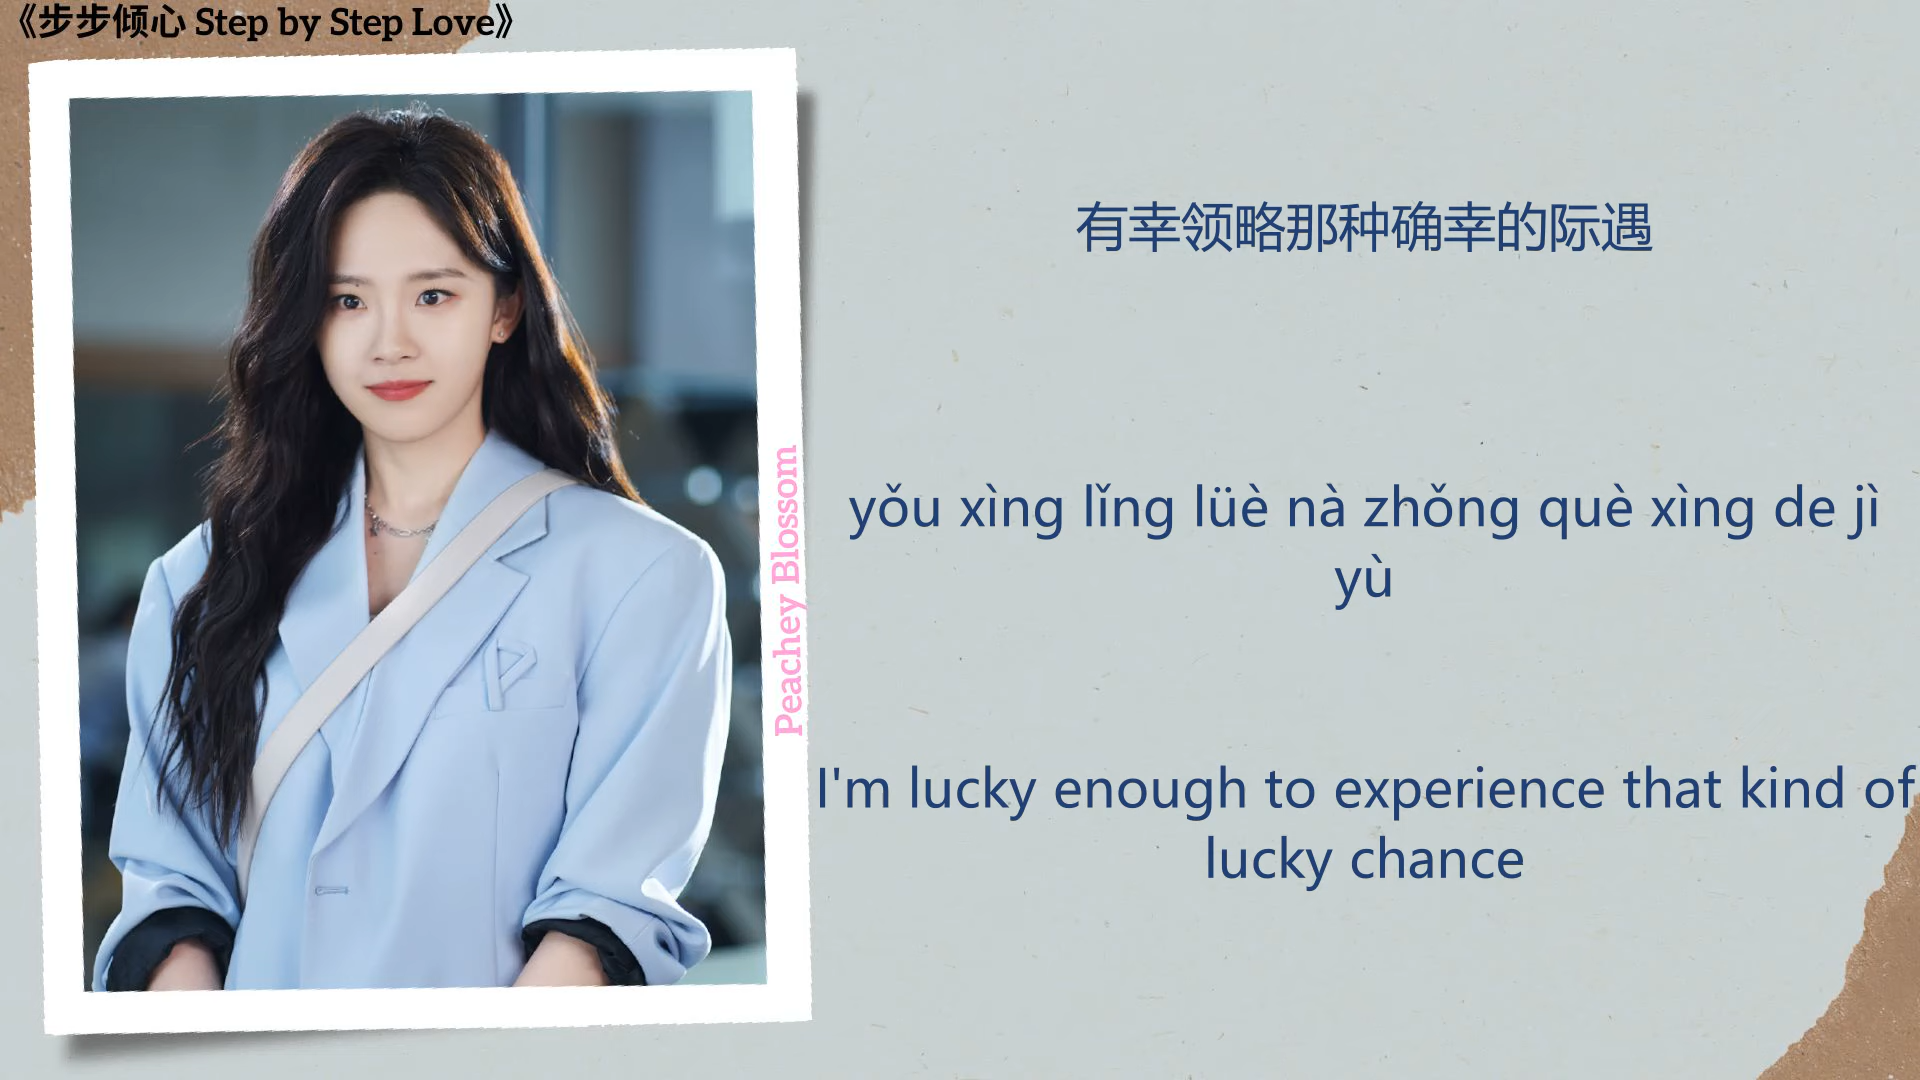 《步步倾心 Step by Step Love》
有幸领略那种确幸的际遇
yǒu xìng lǐng lüè nà zhǒng què xìng de jì
yù
Peachey Blossom
I'm lucky enough to experience that kind of
lucky chance